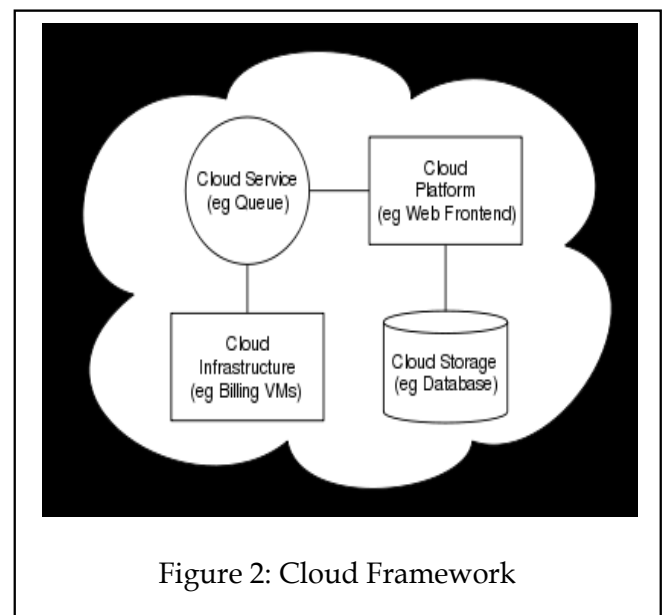 Cloud Service
(eg Queue)
Cloud
Platform
(eg Web Frontend)
Cloud
Infrastructure
(eg Billing VMs)
Cloud Storage
(eg Database)
Figure 2: Cloud Framework